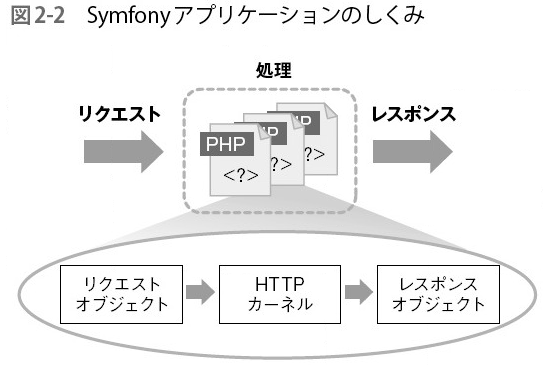 図2-2 Symfonyアプリケーションのしくみ
処理
リクエスト
レスポンス
PHP
<?>
HP
?>
HP
?>
リクエスト
オブジェクト
HTTP
カーネル
レスポンス
オブジェクト